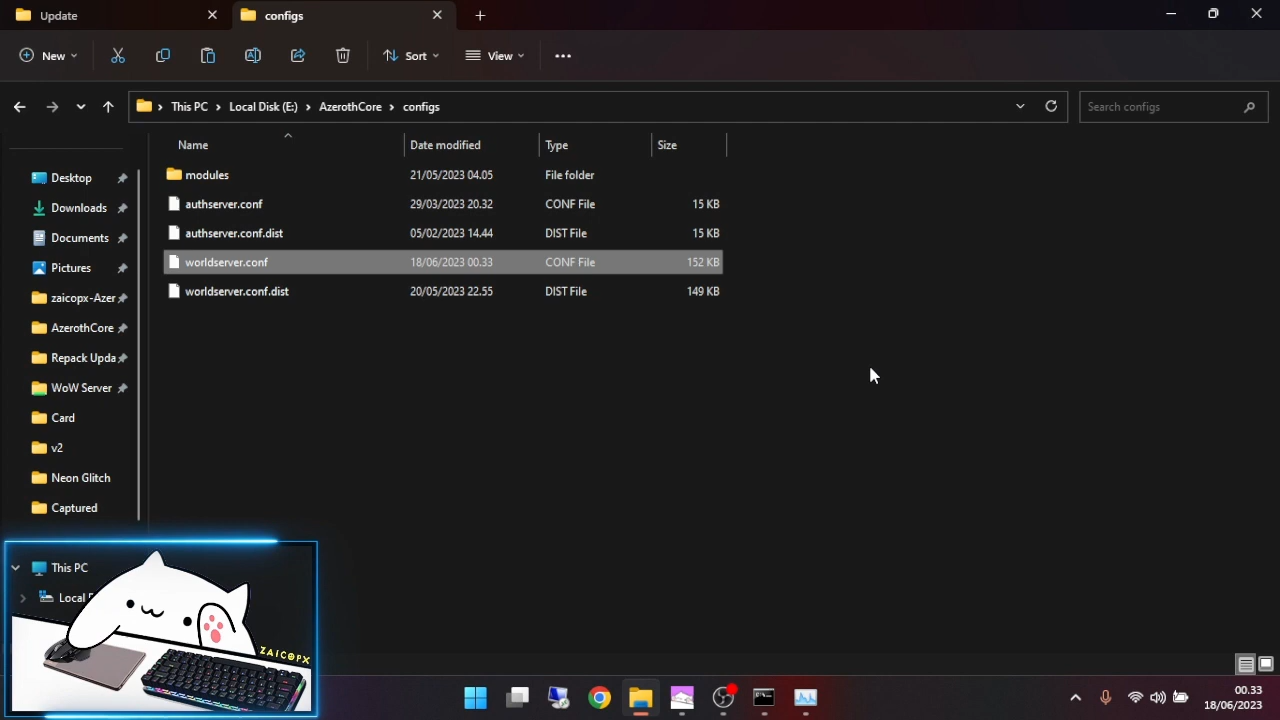 Update
configs
New
Sort
View
This PC
Local Disk (E:)
AzerothCore
configs
Search configs
Name
Date modified
Type
Size
modules 21/05/2023 04.05 File folder
authserver.conf 29/03/2023 20.32 CONF File 15 KB
authserver.conf.dist 05/02/2023 14.44 DIST File 15 KB
worldserver.conf 18/06/2023 00.33 CONF File 152 KB
worldserver.conf.dist 20/05/2023 22.55 DIST File 149 KB
Desktop
Downloads
Documents
Pictures
zaicopx-Azer
AzerothCore
Repack Upda
WoW Server
Card
v2
Neon Glitch
Captured
This PC
Local
ZAICOPX
00.33
18/06/2023